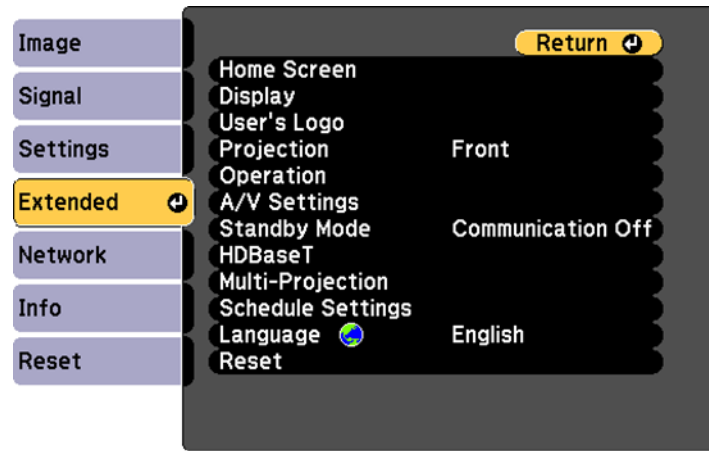 Image
Signal
Settings
Extended
Network
Info
Reset
Return
Home Screen
Display
User's Logo
Projection Front
Operation
A/V Settings
Standby Mode Communication Off
HDBaseT
Multi-Projection
Schedule Settings
Language English
Reset